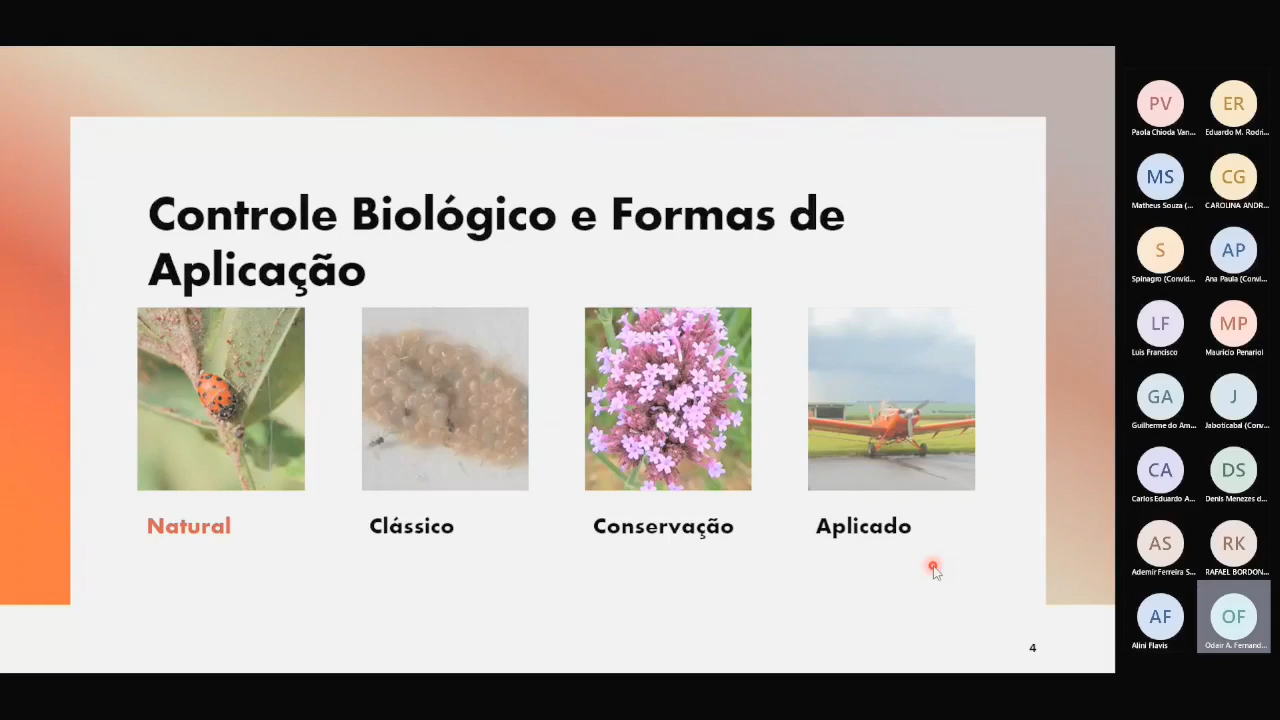 Controle Biológico e Formas de
Aplicação
Natural
Clássico
Conservação
Aplicado
4
PV
ER
Paola Chioda Van...
Eduardo M. Rodri...
MS
CG
Matheus Souza (...
CAROLINA ANDR...
S
AP
Spinagro (Convid...
Ana Paula (Convi...
LF
MP
Luis Francisco
Mauricio Penariol
GA
J
Guilherme do Am...
Jaboticabal (Conv...
CA
DS
Carlos Eduardo A...
Denis Menezes d...
AS
RK
Ademir Ferreira S...
RAFAEL BORDON...
AF
OF
Alini Flavis
Odair A. Fernand...